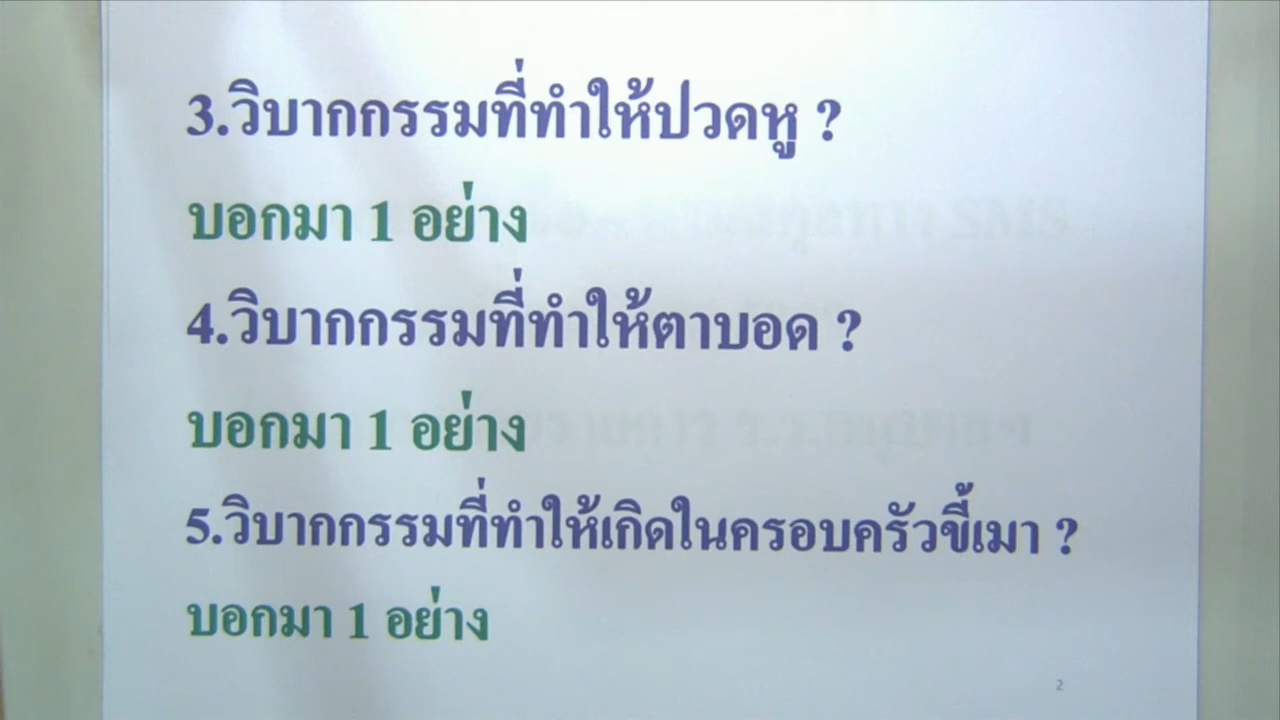 3.วิบากกรรมที่ทำให้ปวดหู ?
บอกมา 1 อย่าง
4.วิบากกรรมที่ทำให้ตาบอด ?
บอกมา 1 อย่าง
5.วิบากกรรมที่ทำให้เกิดในครอบครัวขี้เมา ?
บอกมา 1 อย่าง
2